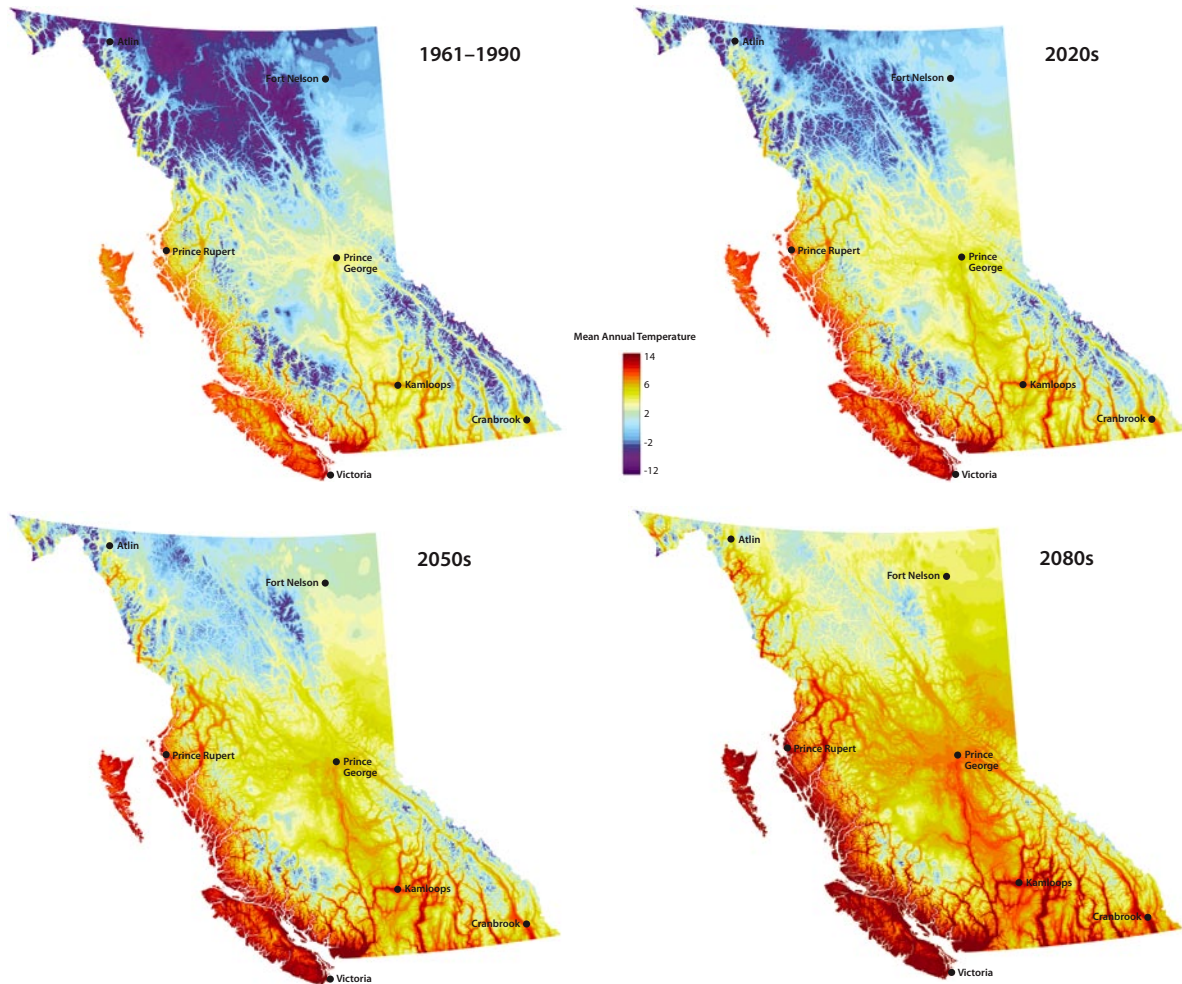 1961–1990
Atlin
Fort Nelson
Prince Rupert
Prince
George
Kamloops
Cranbrook
Victoria
2020s
Atlin
Fort Nelson
Prince Rupert
Prince
George
Kamloops
Cranbrook
Victoria
Mean Annual Temperature
14
6
2
-2
-12
2050s
Atlin
Fort Nelson
Prince Rupert
Prince
George
Kamloops
Cranbrook
Victoria
2080s
Atlin
Fort Nelson
Prince Rupert
Prince
George
Kamloops
Cranbrook
Victoria